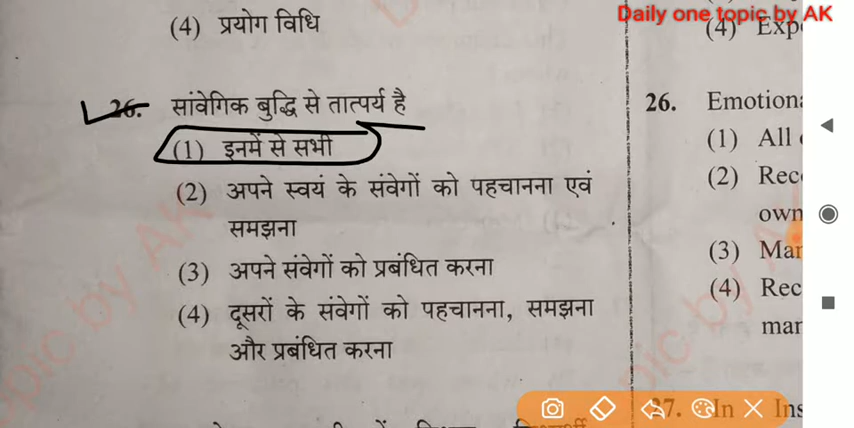 Daily one topic by AK
(4) प्रयोग विधि
26. सांवेगिक बुद्धि से तात्पर्य है
(1) इनमें से सभी
(2) अपने स्वयं के संवेगों को पहचानना एवं
समझना
(3) अपने संवेगों को प्रबंधित करना
(4) दूसरों के संवेगों को पहचानना, समझना
और प्रबंधित करना
(4) Exp
26. Emotion
(1) All
(2) Rec
own
(3) Man
(4) Rec
mar
27. In Ins